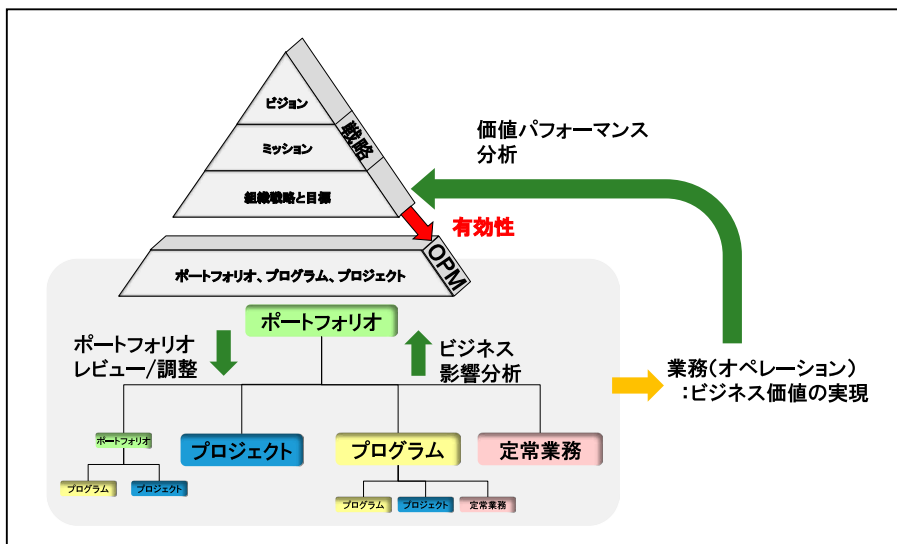 ビジョン
ミッション
組織戦略と目標
戦略
有効性
価値パフォーマンス
分析
ポートフォリオ、プログラム、プロジェクト
OPM
ポートフォリオ
ポートフォリオ
レビュー/調整
ビジネス
影響分析
業務(オペレーション)
:ビジネス価値の実現
ポートフォリオ
プロジェクト
プログラム
定常業務
プログラム
プロジェクト
プログラム
プロジェクト
定常業務